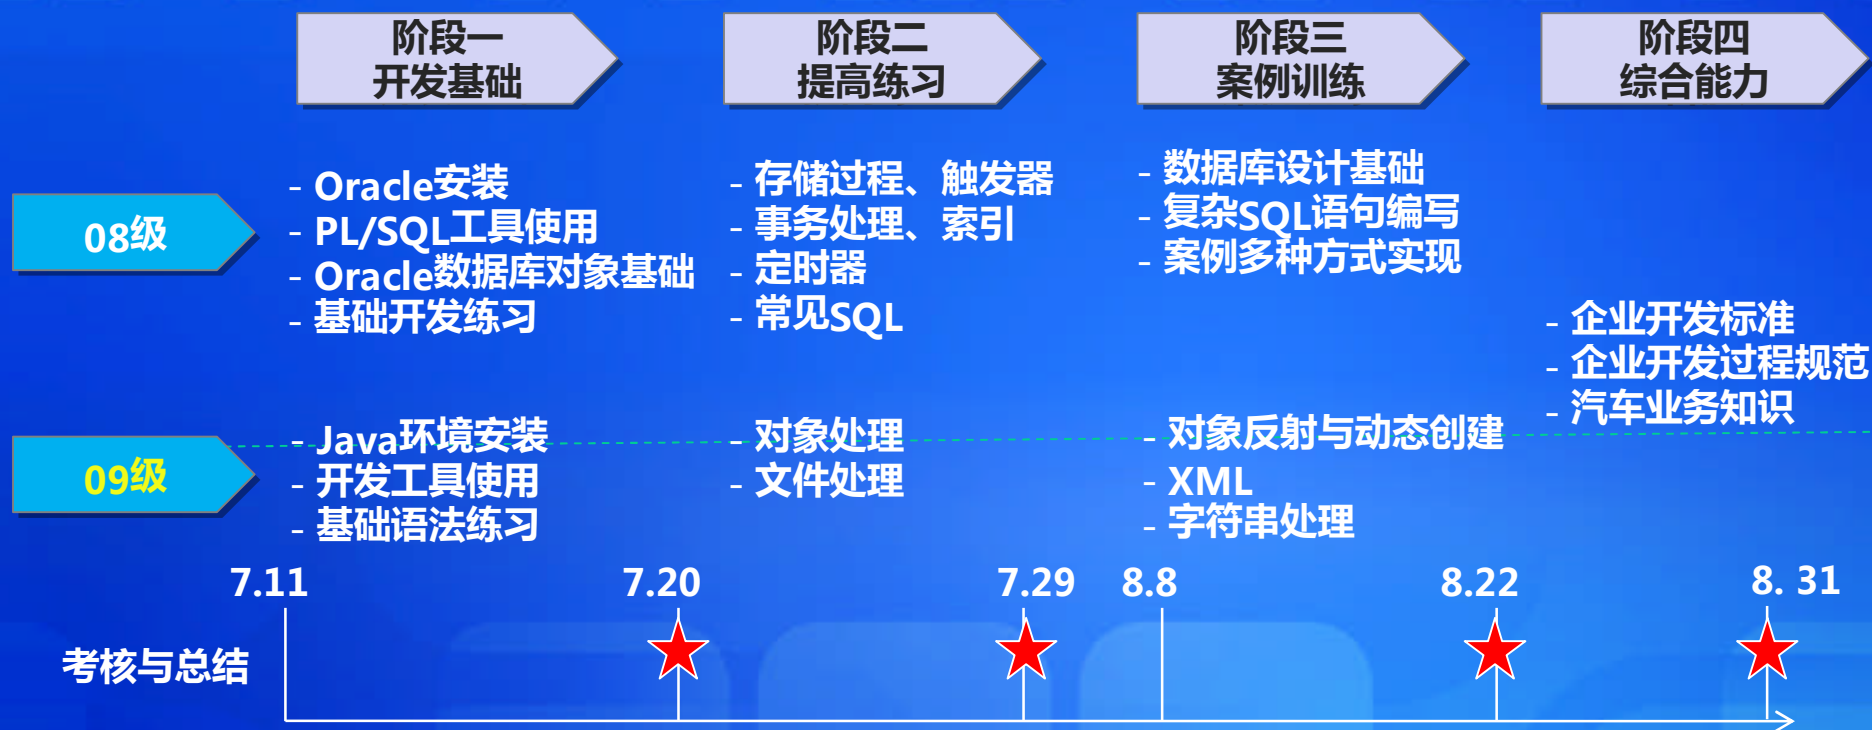 阶段一
开发基础
阶段二
提高练习
阶段三
案例训练
阶段四
综合能力
08级
- Oracle安装
- PL/SQL工具使用
- Oracle数据库对象基础
- 基础开发练习
- 存储过程、触发器
- 事务处理、索引
- 定时器
- 常见SQL
- 数据库设计基础
- 复杂SQL语句编写
- 案例多种方式实现
- 企业开发标准
- 企业开发过程规范
- 汽车业务知识
09级
- Java环境安装
- 开发工具使用
- 基础语法练习
- 对象处理
- 文件处理
- 对象反射与动态创建
- XML
- 字符串处理
7.11
7.20
7.29
8.8
8.22
8. 31
考核与总结